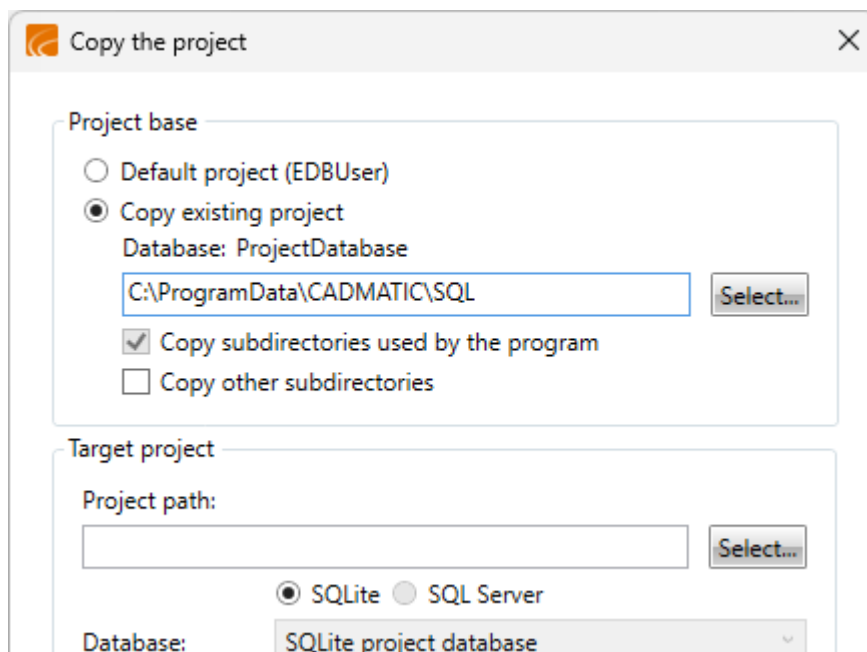 Copy the project
Project base
Default project (EDBUser)
Copy existing project
Database: ProjectDatabase
C:\ProgramData\CADMATIC\SQL
Select...
Copy subdirectories used by the program
Copy other subdirectories
Target project
Project path:
Select...
SQLite SQL Server
Database: SQLite project database